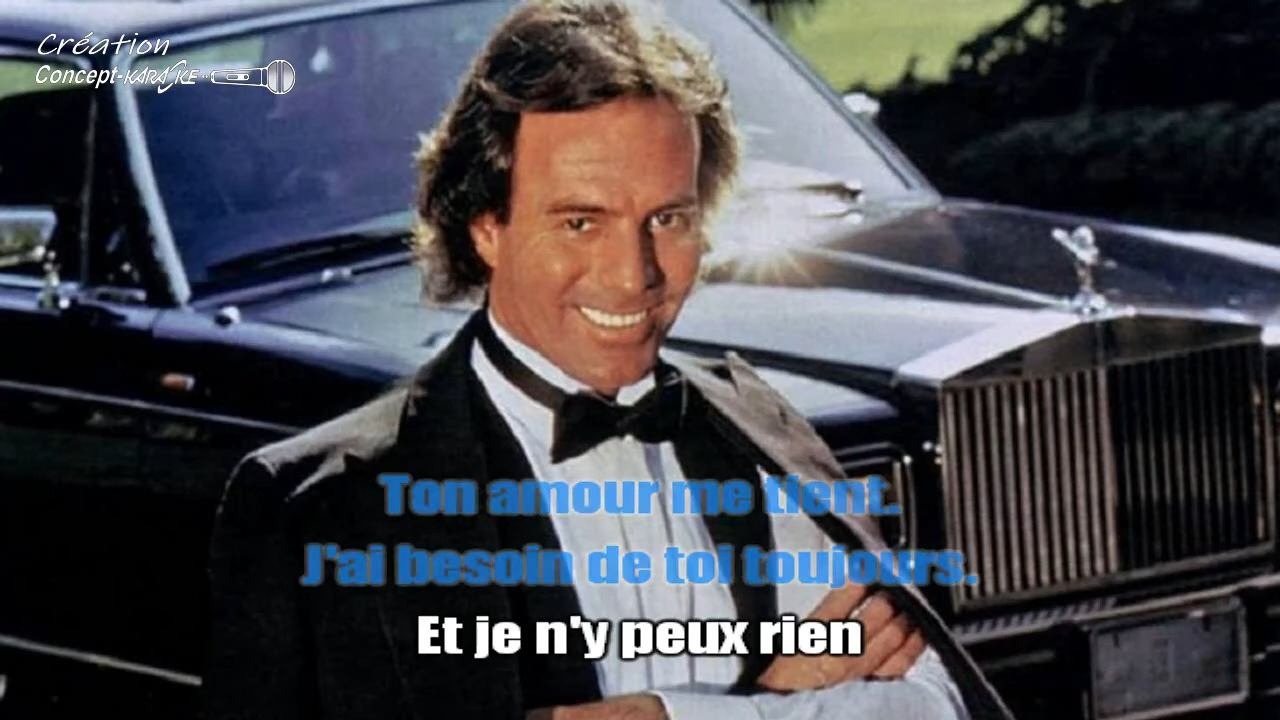 Création
Concept-KARAOKE
Ton amour me tient.
J'ai besoin de toi toujours.
Et je n'y peux rien